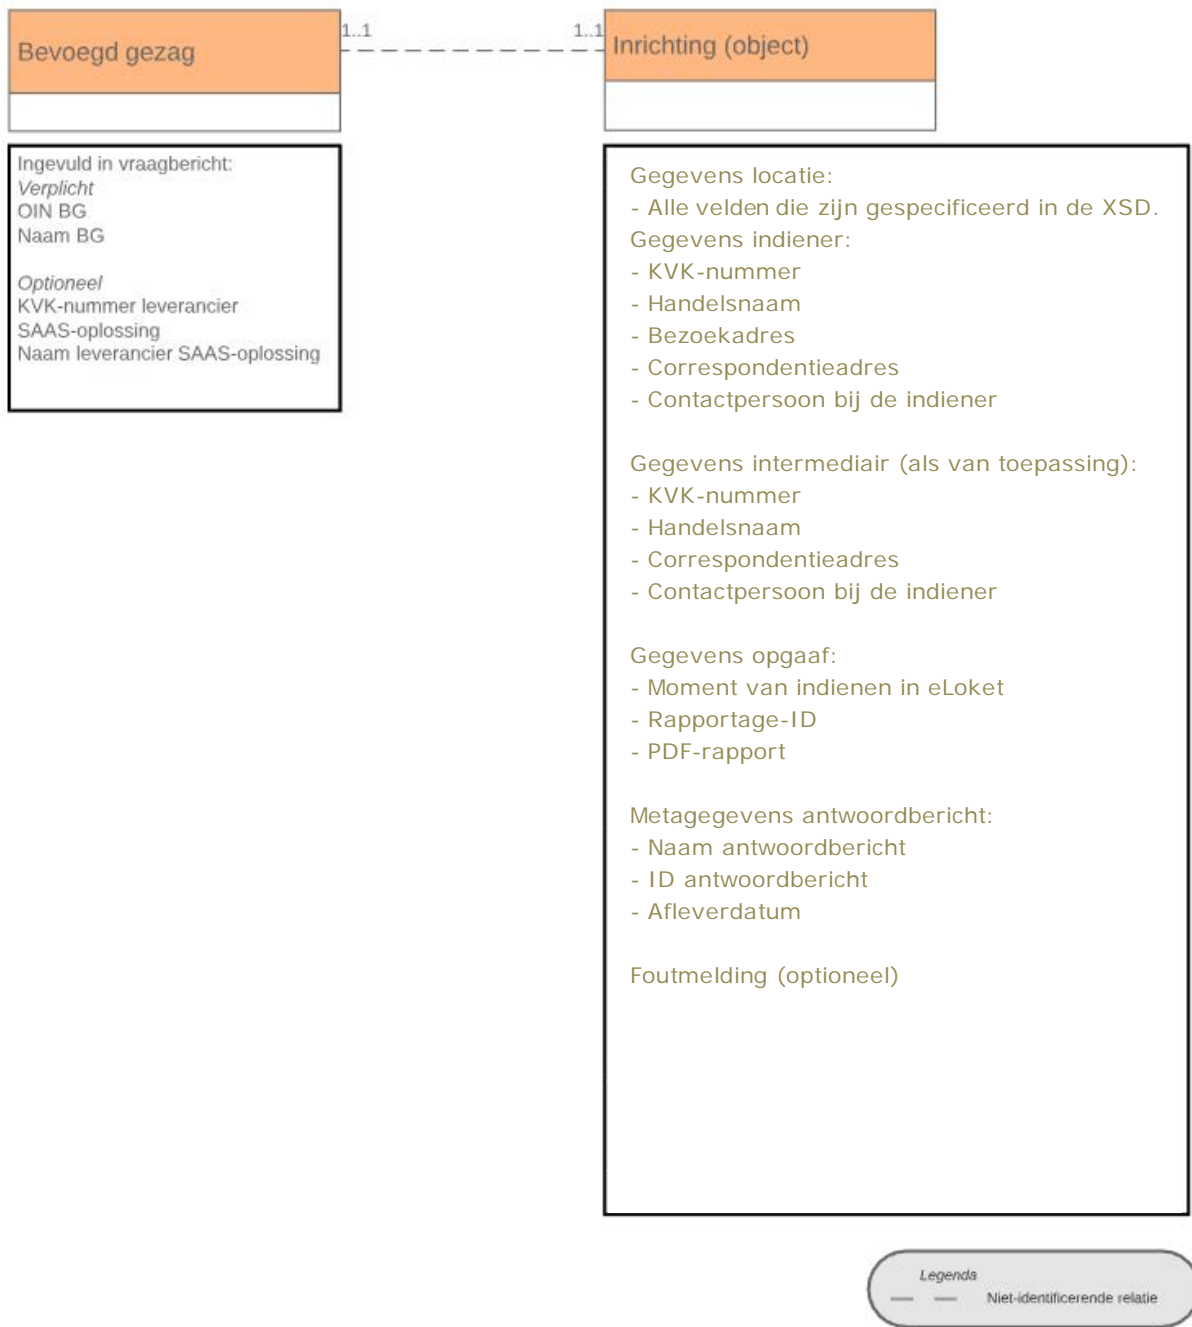 Bevoegd gezag
1..1
1..1
Inrichting (object)
Ingevuld in vraagbericht:
Verplicht
OIN BG
Naam BG
Optioneel
KVK-nummer leverancier
SAAS-oplossing
Naam leverancier SAAS-oplossing
Gegevens locatie:
- Alle velden die zijn gespecificeerd in de XSD.
Gegevens indiener:
- KVK-nummer
- Handelsnaam
- Bezoekadres
- Correspondentieadres
- Contactpersoon bij de indiener
Gegevens intermediair (als van toepassing):
- KVK-nummer
- Handelsnaam
- Correspondentieadres
- Contactpersoon bij de indiener
Gegevens opgaaf:
- Moment van indienen in eLoket
- Rapportage-ID
- PDF-rapport
Metagegevens antwoordbericht:
- Naam antwoordbericht
- ID antwoordbericht
- Afleverdatum
Foutmelding (optioneel)
Legenda
Niet-identificerende relatie